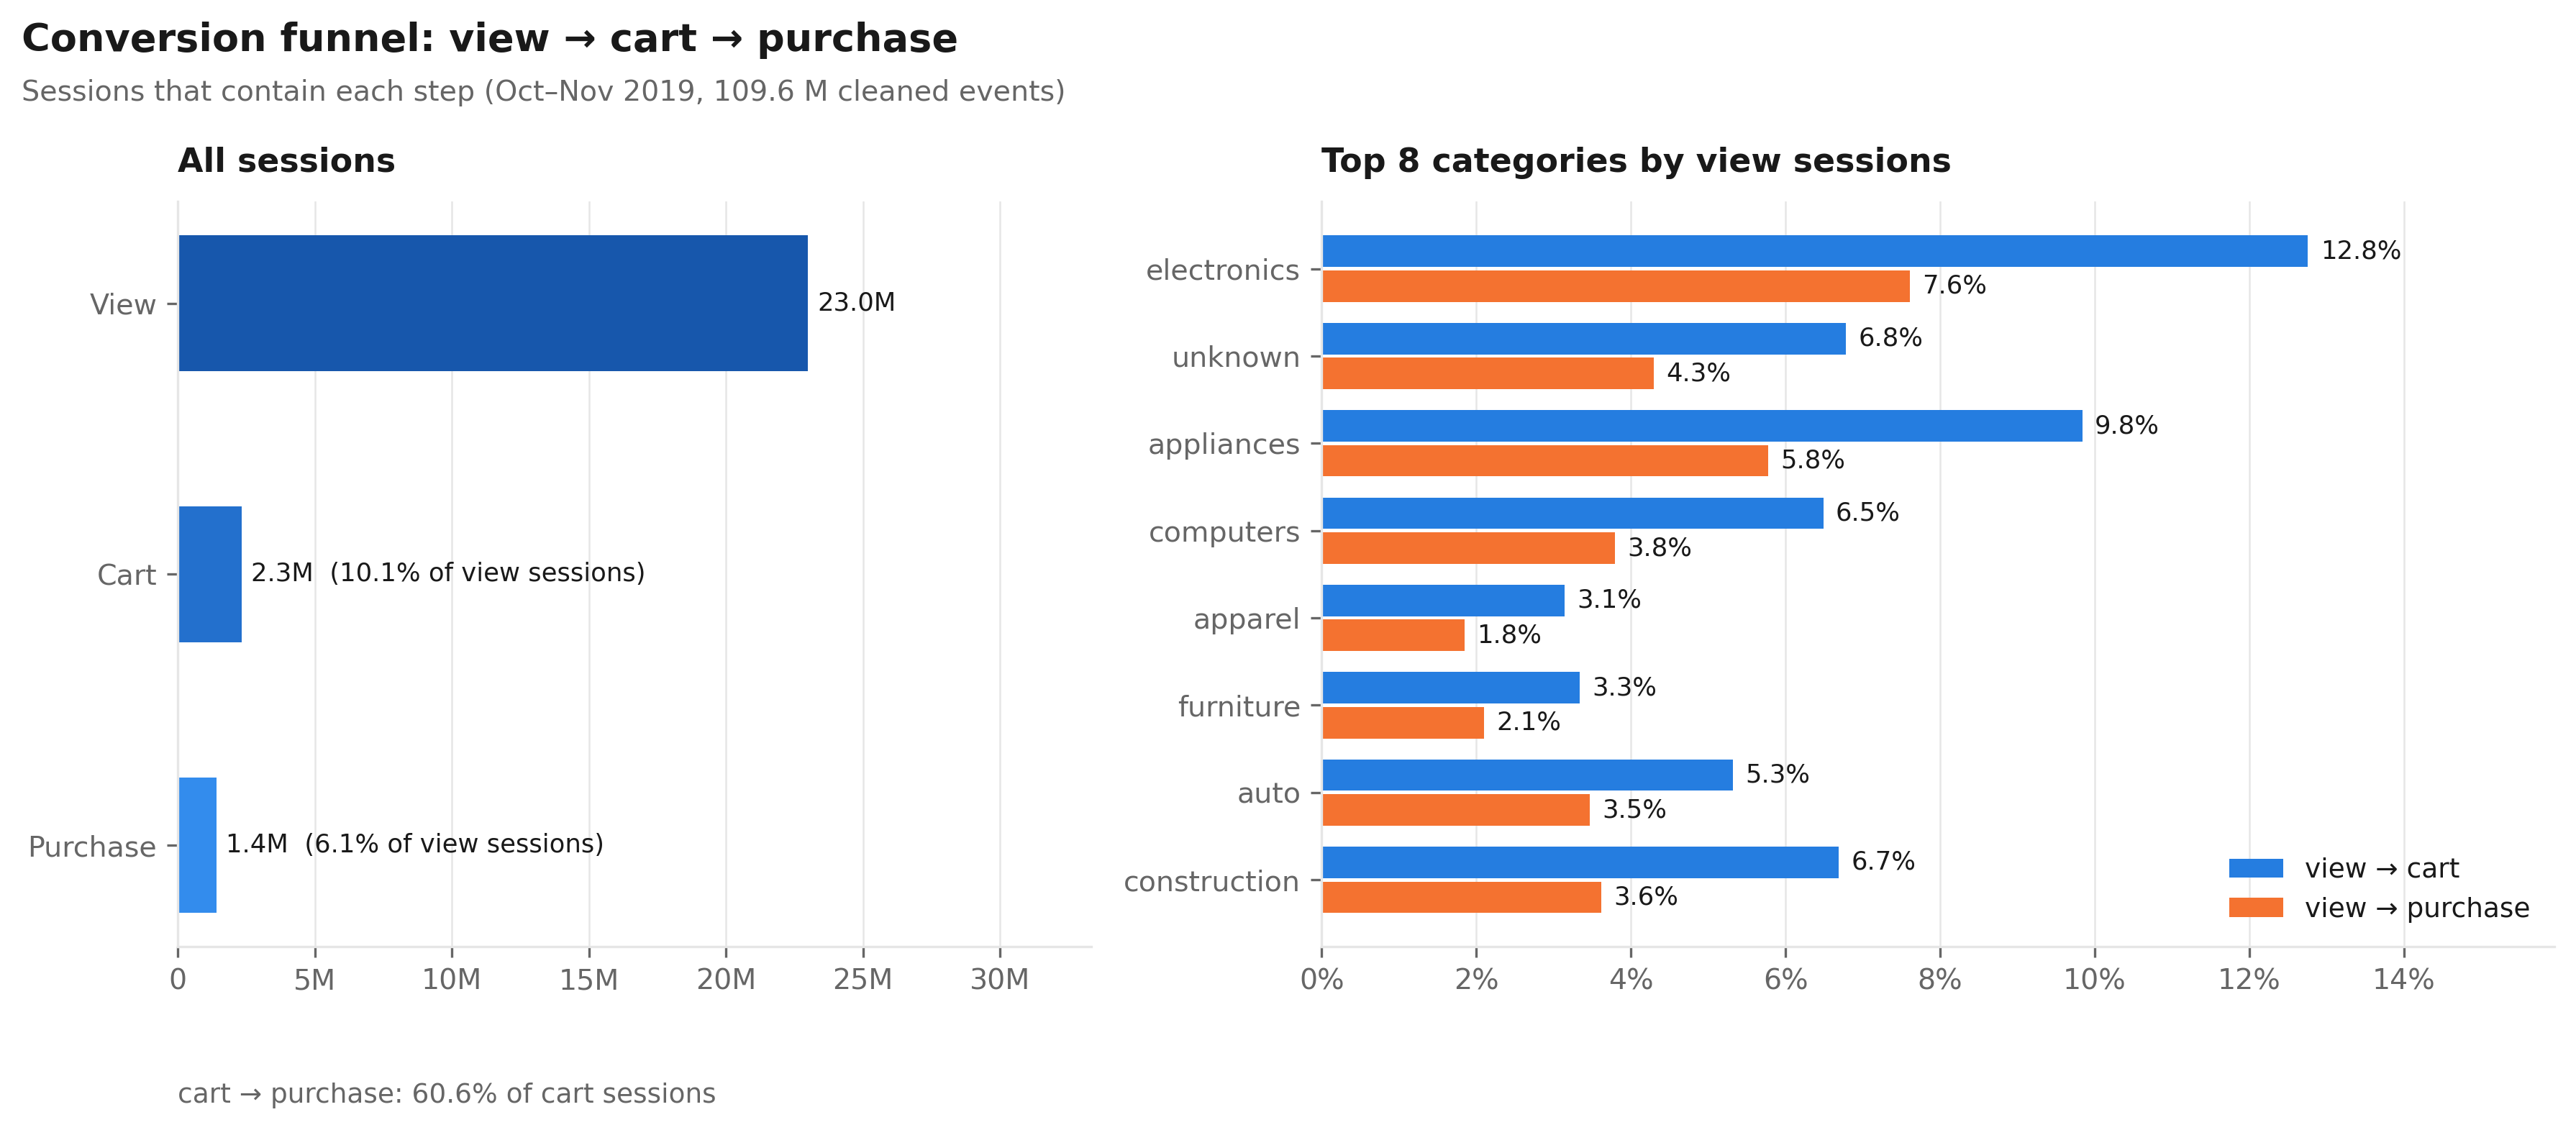 Conversion funnel: view → cart → purchase
Sessions that contain each step (Oct–Nov 2019, 109.6 M cleaned events)
All sessions
View
23.0M
Cart
2.3M (10.1% of view sessions)
Purchase
1.4M (6.1% of view sessions)
0 5M 10M 15M 20M 25M 30M
cart → purchase: 60.6% of cart sessions
Top 8 categories by view sessions
electronics
12.8%
7.6%
unknown
6.8%
4.3%
appliances
9.8%
5.8%
computers
6.5%
3.8%
apparel
3.1%
1.8%
furniture
3.3%
2.1%
auto
5.3%
3.5%
construction
6.7%
3.6%
view → cart
view → purchase
0% 2% 4% 6% 8% 10% 12% 14%